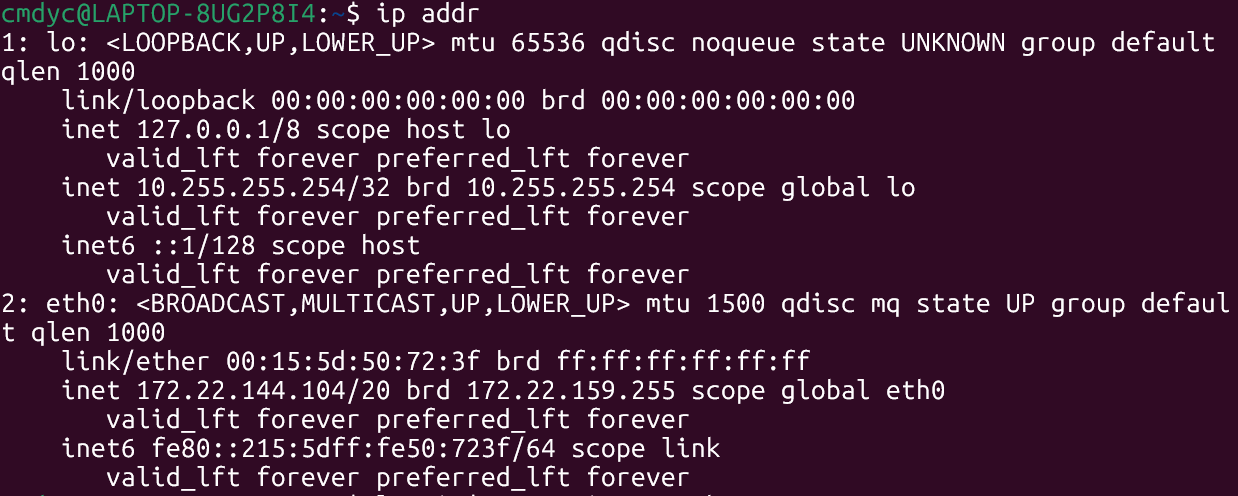 cmdyc@LAPTOP-8UG2P8I4:~$ ip addr
1: lo: <LOOPBACK,UP,LOWER_UP> mtu 65536 qdisc noqueue state UNKNOWN group default
qlen 1000
    link/loopback 00:00:00:00:00:00 brd 00:00:00:00:00:00
    inet 127.0.0.1/8 scope host lo
       valid_lft forever preferred_lft forever
    inet 10.255.255.254/32 brd 10.255.255.254 scope global lo
       valid_lft forever preferred_lft forever
    inet6 ::1/128 scope host
       valid_lft forever preferred_lft forever
2: eth0: <BROADCAST,MULTICAST,UP,LOWER_UP> mtu 1500 qdisc mq state UP group defaul
t qlen 1000
    link/ether 00:15:5d:50:72:3f brd ff:ff:ff:ff:ff:ff
    inet 172.22.144.104/20 brd 172.22.159.255 scope global eth0
       valid_lft forever preferred_lft forever
    inet6 fe80::215:5dff:fe50:723f/64 scope link
       valid_lft forever preferred_lft forever